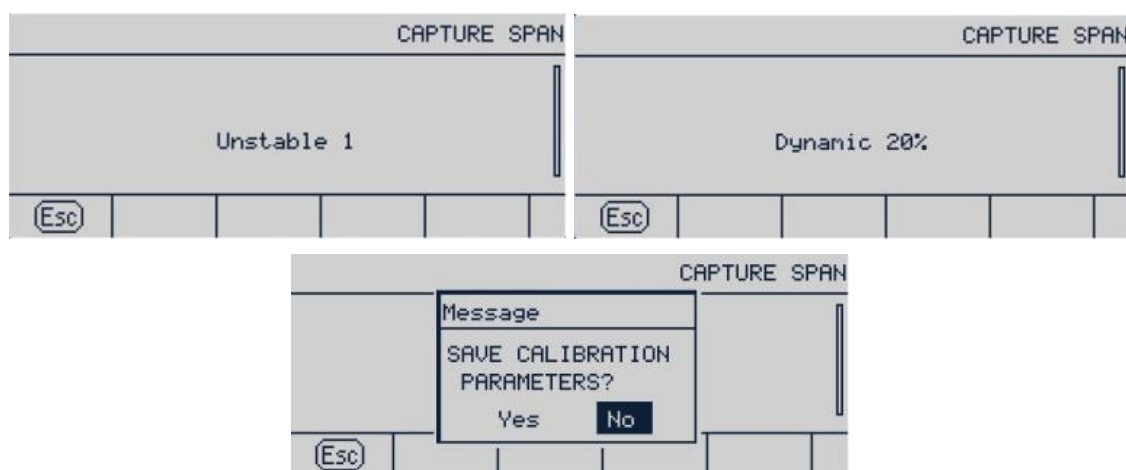 CAPTURE SPAN
Unstable 1
Esc
CAPTURE SPAN
Dynamic 20%
Esc
CAPTURE SPAN
Message
SAVE CALIBRATION
PARAMETERS?
Yes No
Esc